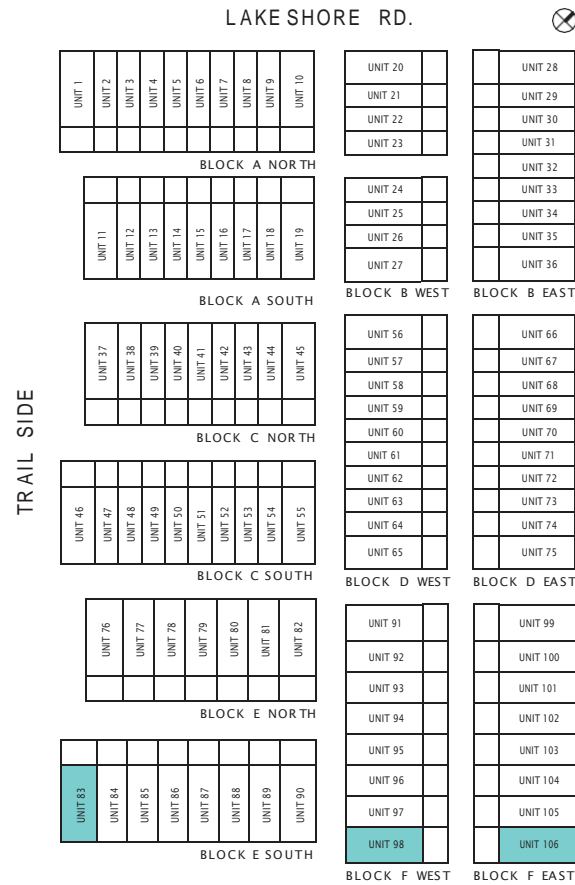 LAKE SHORE RD.
TRAIL SIDE
UNIT 1
UNIT 2
UNIT 3
UNIT 4
UNIT 5
UNIT 6
UNIT 7
UNIT 8
UNIT 9
UNIT 10
BLOCK A NORTH
UNIT 11
UNIT 12
UNIT 13
UNIT 14
UNIT 15
UNIT 16
UNIT 17
UNIT 18
UNIT 19
BLOCK A SOUTH
UNIT 20
UNIT 21
UNIT 22
UNIT 23
UNIT 24
UNIT 25
UNIT 26
UNIT 27
BLOCK B WEST
UNIT 28
UNIT 29
UNIT 30
UNIT 31
UNIT 32
UNIT 33
UNIT 34
UNIT 35
UNIT 36
BLOCK B EAST
UNIT 37
UNIT 38
UNIT 39
UNIT 40
UNIT 41
UNIT 42
UNIT 43
UNIT 44
UNIT 45
BLOCK C NORTH
UNIT 46
UNIT 47
UNIT 48
UNIT 49
UNIT 50
UNIT 51
UNIT 52
UNIT 53
UNIT 54
UNIT 55
BLOCK C SOUTH
UNIT 56
UNIT 57
UNIT 58
UNIT 59
UNIT 60
UNIT 61
UNIT 62
UNIT 63
UNIT 64
UNIT 65
BLOCK D WEST
UNIT 66
UNIT 67
UNIT 68
UNIT 69
UNIT 70
UNIT 71
UNIT 72
UNIT 73
UNIT 74
UNIT 75
BLOCK D EAST
UNIT 76
UNIT 77
UNIT 78
UNIT 79
UNIT 80
UNIT 81
UNIT 82
BLOCK E NORTH
UNIT 83
UNIT 84
UNIT 85
UNIT 86
UNIT 87
UNIT 88
UNIT 89
UNIT 90
BLOCK E SOUTH
UNIT 91
UNIT 92
UNIT 93
UNIT 94
UNIT 95
UNIT 96
UNIT 97
UNIT 98
BLOCK F WEST
UNIT 99
UNIT 100
UNIT 101
UNIT 102
UNIT 103
UNIT 104
UNIT 105
UNIT 106
BLOCK F EAST